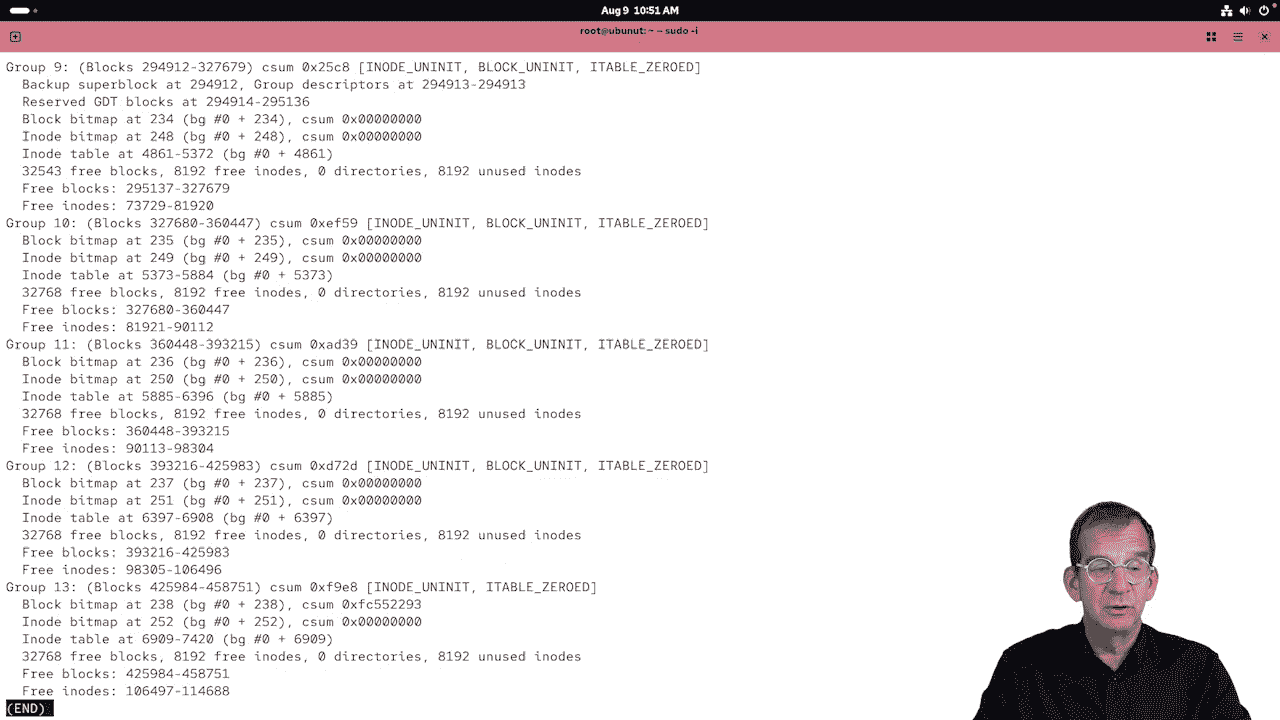 Aug 9 10:51 AM
root@ubunut: ~ - sudo -i
Group 9: (Blocks 294912-327679) csum 0x25c8 [INODE_UNINIT, BLOCK_UNINIT, ITABLE_ZEROED]
Backup superblock at 294912, Group descriptors at 294913-294913
Reserved GDT blocks at 294914-295136
Block bitmap at 234 (bg #0 + 234), csum 0x00000000
Inode bitmap at 248 (bg #0 + 248), csum 0x00000000
Inode table at 4861-5372 (bg #0 + 4861)
32543 free blocks, 8192 free inodes, 0 directories, 8192 unused inodes
Free blocks: 295137-327679
Free inodes: 73729-81920
Group 10: (Blocks 327680-360447) csum 0xef59 [INODE_UNINIT, BLOCK_UNINIT, ITABLE_ZEROED]
Block bitmap at 235 (bg #0 + 235), csum 0x00000000
Inode bitmap at 249 (bg #0 + 249), csum 0x00000000
Inode table at 5373-5884 (bg #0 + 5373)
32768 free blocks, 8192 free inodes, 0 directories, 8192 unused inodes
Free blocks: 327680-360447
Free inodes: 81921-90112
Group 11: (Blocks 360448-393215) csum 0xad39 [INODE_UNINIT, BLOCK_UNINIT, ITABLE_ZEROED]
Block bitmap at 236 (bg #0 + 236), csum 0x00000000
Inode bitmap at 250 (bg #0 + 250), csum 0x00000000
Inode table at 5885-6396 (bg #0 + 5885)
32768 free blocks, 8192 free inodes, 0 directories, 8192 unused inodes
Free blocks: 360448-393215
Free inodes: 90113-98304
Group 12: (Blocks 393216-425983) csum 0xd72d [INODE_UNINIT, BLOCK_UNINIT, ITABLE_ZEROED]
Block bitmap at 237 (bg #0 + 237), csum 0x00000000
Inode bitmap at 251 (bg #0 + 251), csum 0x00000000
Inode table at 6397-6908 (bg #0 + 6397)
32768 free blocks, 8192 free inodes, 0 directories, 8192 unused inodes
Free blocks: 393216-425983
Free inodes: 98305-106496
Group 13: (Blocks 425984-458751) csum 0xf9e8 [INODE_UNINIT, ITABLE_ZEROED]
Block bitmap at 238 (bg #0 + 238), csum 0xfc552293
Inode bitmap at 252 (bg #0 + 252), csum 0x00000000
Inode table at 6909-7420 (bg #0 + 6909)
32768 free blocks, 8192 free inodes, 0 directories, 8192 unused inodes
Free blocks: 425984-458751
Free inodes: 106497-114688
(END)